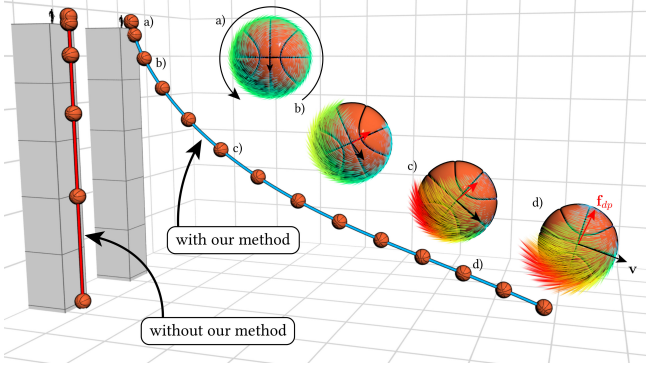 a)
a)
b)
b)
c)
c)
d)
f_dp
v
with our method
d)
without our method